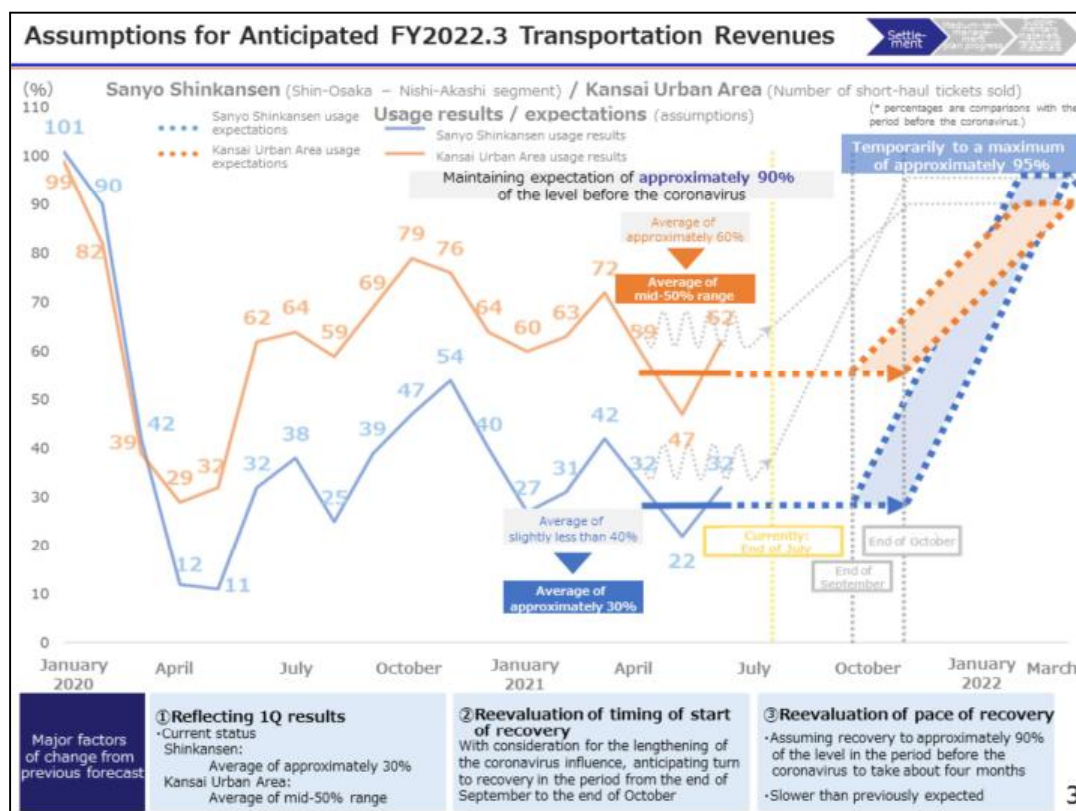 Assumptions for Anticipated FY2022.3 Transportation Revenues
Settle-
ment
(%)
Sanyo Shinkansen (Shin-Osaka – Nishi-Akashi segment) / Kansai Urban Area (Number of short-haul tickets sold)
Usage results / expectations (assumptions)
(* percentages are comparisons with the
period before the coronavirus.)
Sanyo Shinkansen usage
expectations
Sanyo Shinkansen usage results
Kansai Urban Area usage
expectations
Kansai Urban Area usage results
Temporarily to a maximum
of approximately 95%
Maintaining expectation of approximately 90%
of the level before the coronavirus
Average of
approximately 60%
Average of
mid-50% range
110
100
90
80
70
60
50
40
30
20
10
0
101
90
99
82
42
39
29
32
12
11
62
64
59
69
79
76
64
60
63
72
59
47
62
32
38
25
39
47
54
40
27
31
42
32
22
32
Average of
slightly less than 40%
Average of
approximately 30%
Currently:
End of July
End of
September
End of October
January
2020
April
July
October
January
2021
April
July
October
January
2022
March
Major factors
of change from
previous forecast
①Reflecting 1Q results
・Current status
Shinkansen:
Average of approximately 30%
Kansai Urban Area:
Average of mid-50% range
②Reevaluation of timing of start
of recovery
With consideration for the lengthening of
the coronavirus influence, anticipating turn
to recovery in the period from the end of
September to the end of October
③Reevaluation of pace of recovery
・Assuming recovery to approximately 90%
of the level in the period before the
coronavirus to take about four months
・Slower than previously expected
3